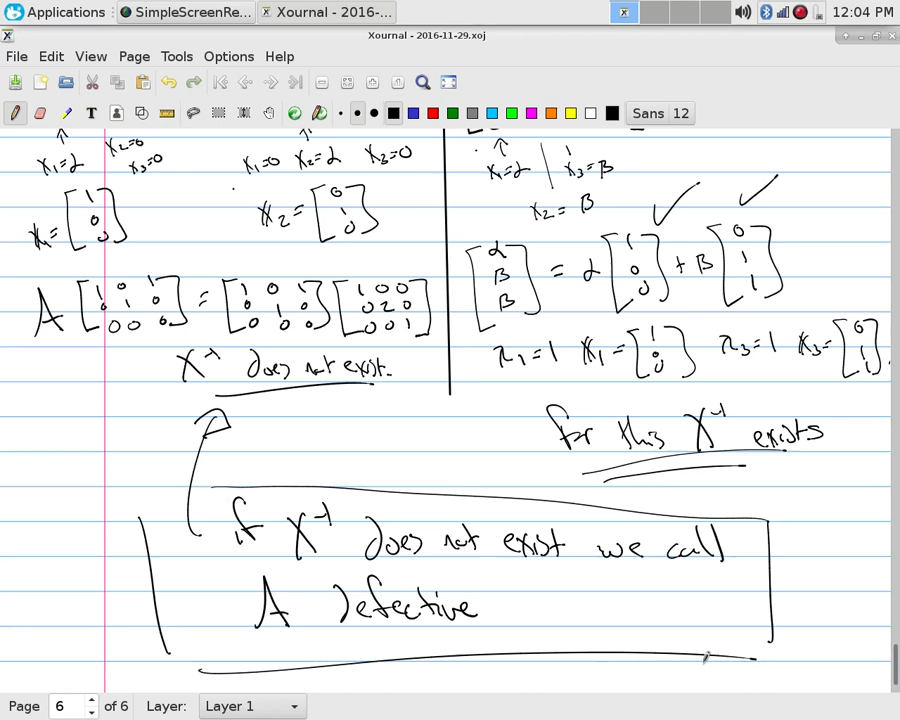 Applications SimpleScreenRe... Xournal - 2016-... 12:04 PM
Xournal - 2016-11-29.xoj
File Edit View Page Tools Options Help
Sans 12
x1=2 x2=0 x3=0
x1=0 x2=2 x3=0
x1= [1 0 0]
x2= [0 1 0]
A [1 0 1; 0 1 0; 0 0 0] = [1 0 1; 0 1 0; 0 0 0] [1 0 0; 0 2 0; 0 0 1]
X⁻¹ does not exist.
x1=α x3=β
x2=β
[α β β] = α [1 0 0] + β [0 1 1]
λ1=1 x1= [1 0 0] λ3=1 x3= [0 1 1].
for this X⁻¹ exists
if X⁻¹ does not exist we call
A defective
Page 6 of 6 Layer: Layer 1